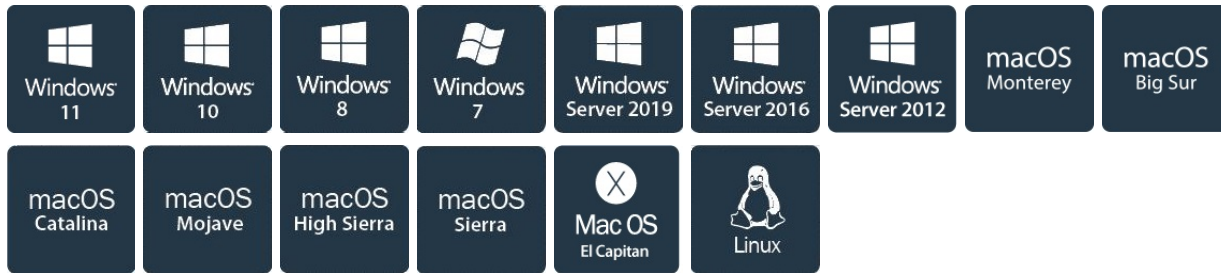 Windows 11
Windows 10
Windows 8
Windows 7
Windows Server 2019
Windows Server 2016
Windows Server 2012
macOS Monterey
macOS Big Sur
macOS Catalina
macOS Mojave
macOS High Sierra
macOS Sierra
X
Mac OS El Capitan
Linux